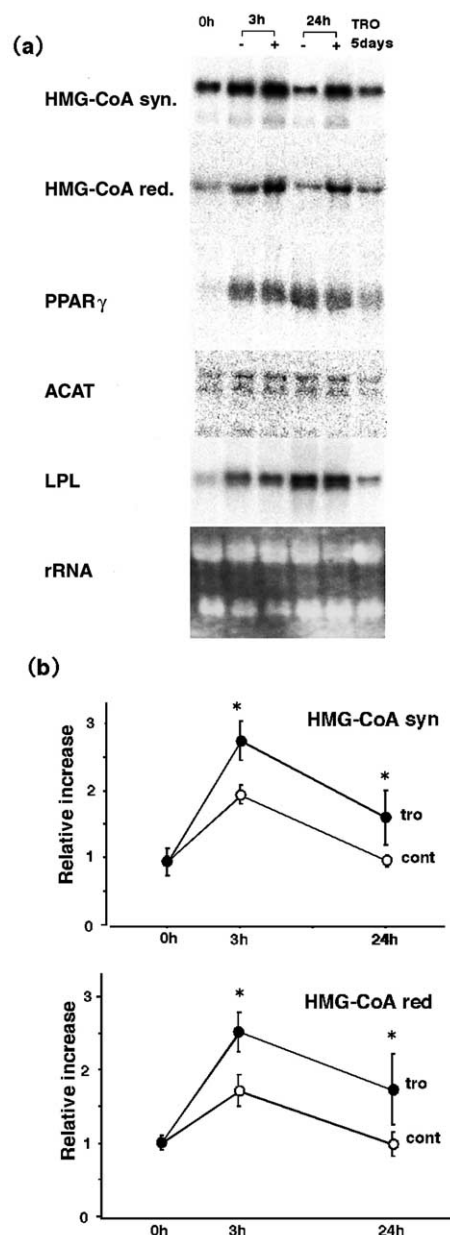 (a)
0h 3h 24h TRO
- + - + 5days
HMG-CoA syn.
HMG-CoA red.
PPARγ
ACAT
LPL
rRNA
(b)
HMG-CoA syn
Relative increase
3
2
1
0
*
*
tro
cont
0h 3h 24h
HMG-CoA red
Relative increase
3
2
1
0
*
*
tro
cont
0h 3h 24h